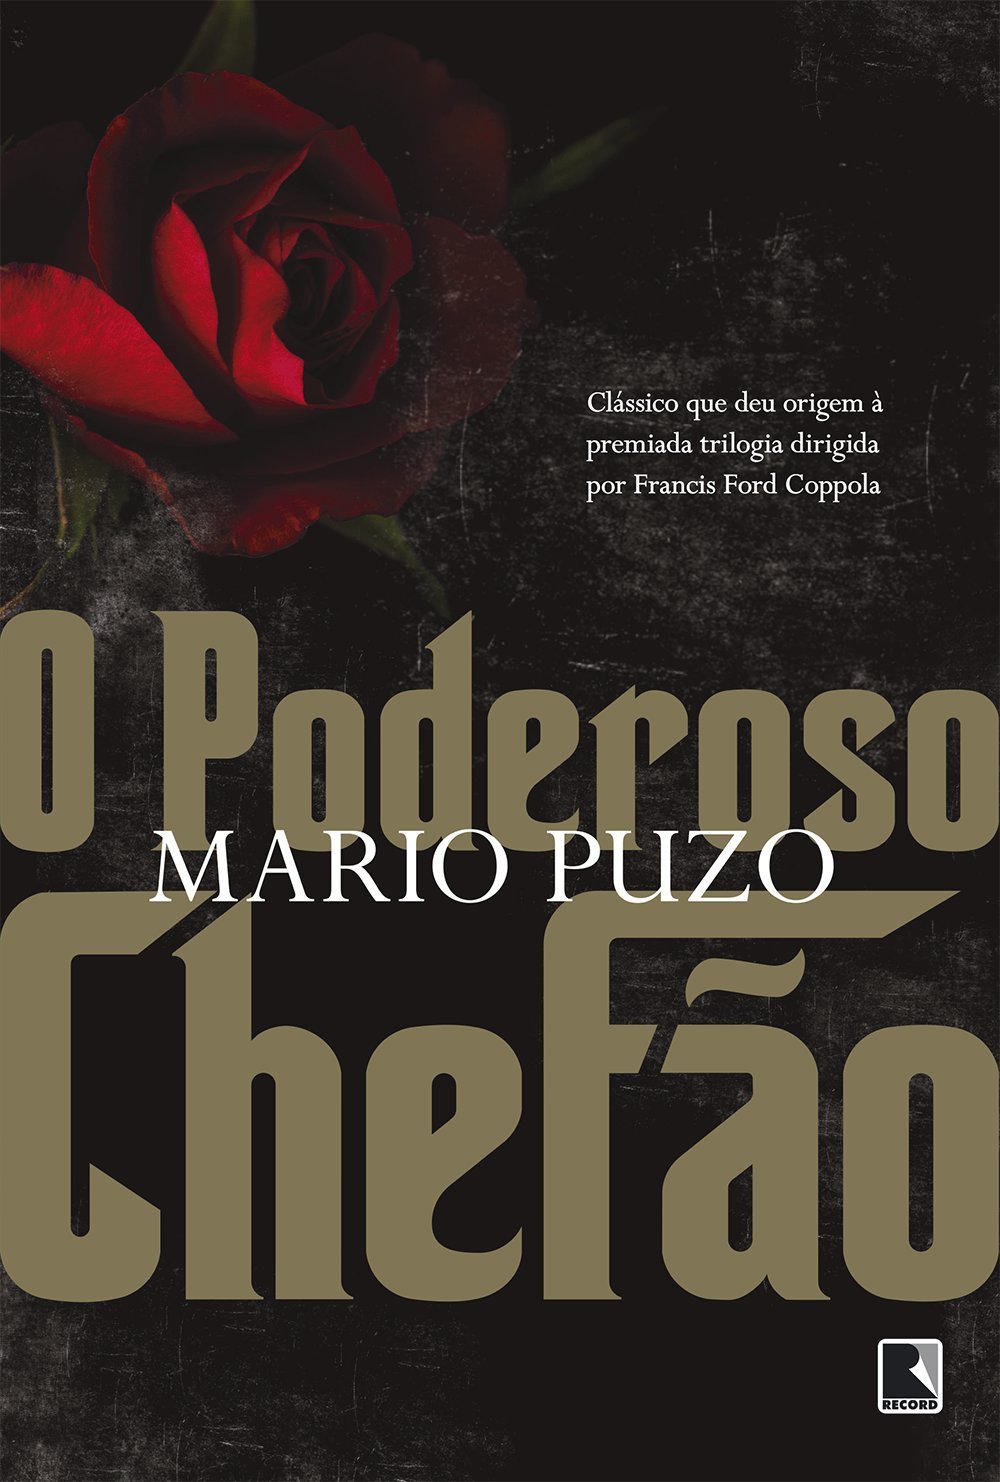 Clássico que deu origem à
premiada trilogia dirigida
por Francis Ford Coppola
O Poderoso
MARIO PUZO
Chefão
RECORD